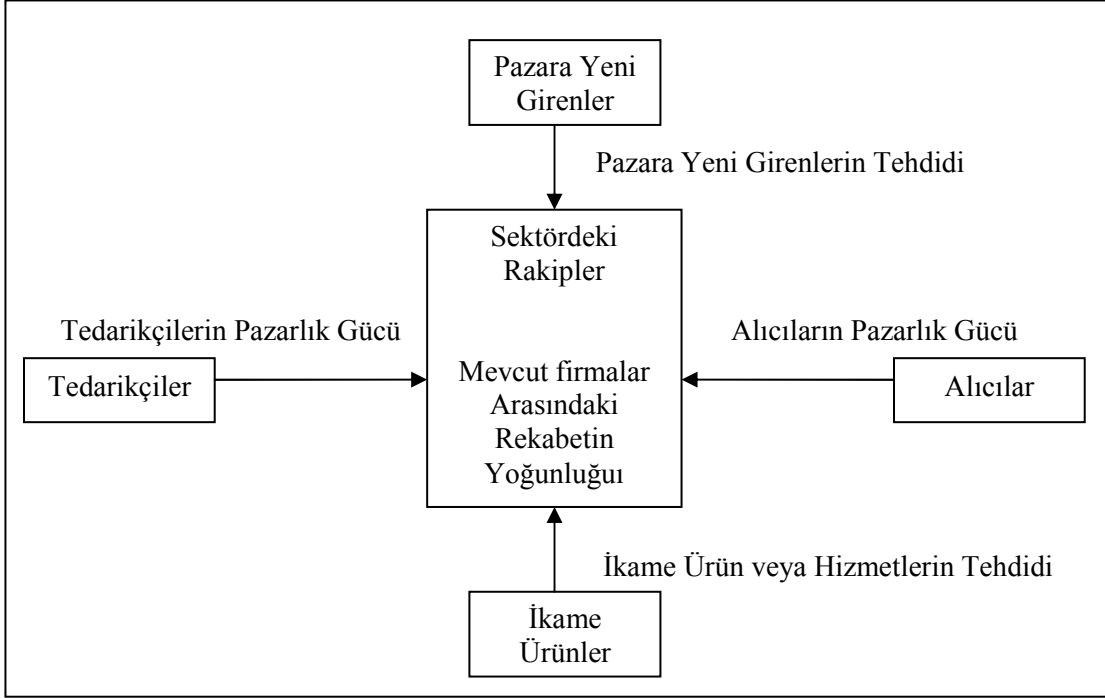 Pazara Yeni
Girenler
Pazara Yeni Girenlerin Tehdidi
Sektördeki
Rakipler
Tedarikçilerin Pazarlık Gücü
Alıcıların Pazarlık Gücü
Tedarikçiler
Mevcut firmalar
Arasındaki
Rekabetin
Yoğunluğuı
Alıcılar
İkame Ürün veya Hizmetlerin Tehdidi
İkame
Ürünler